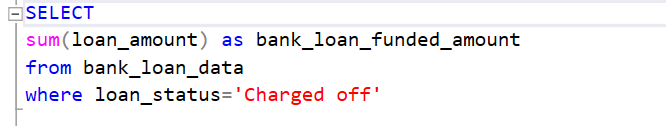 SELECT
sum(loan_amount) as bank_loan_funded_amount
from bank_loan_data
where loan_status='Charged off'